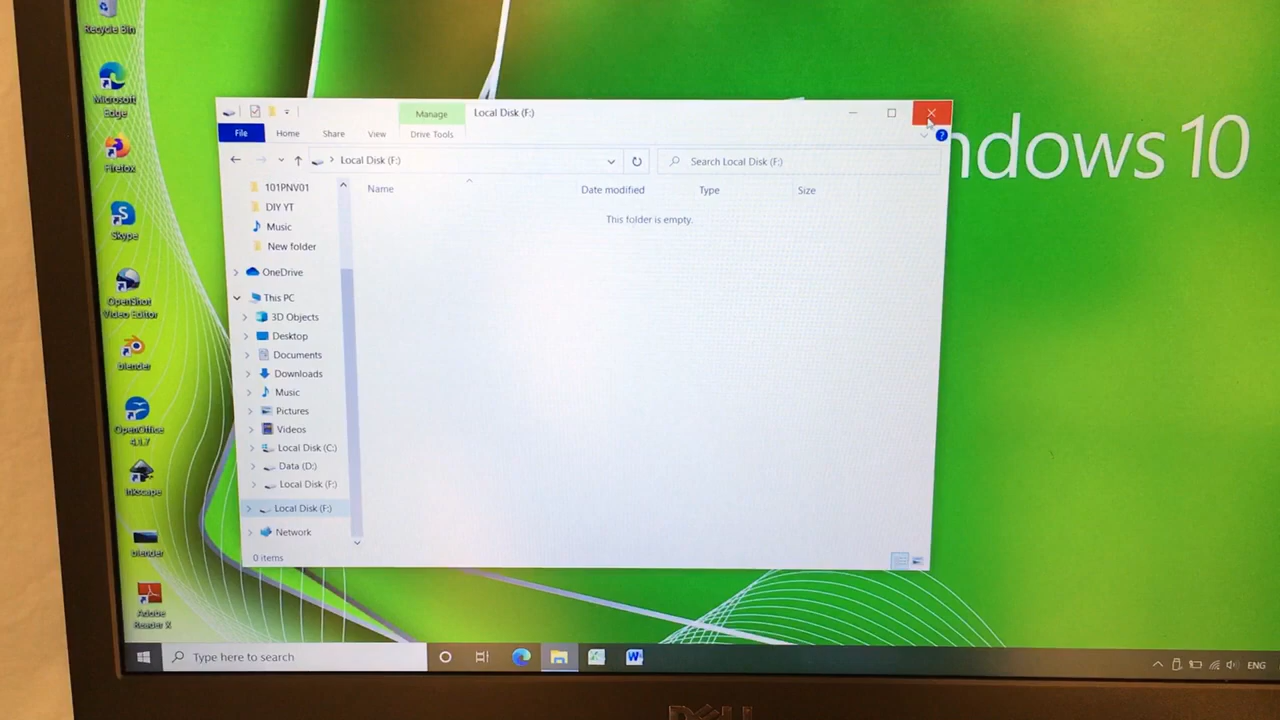 Recycle Bin
Microsoft
Edge
Firefox
Skype
OpenShot
Video Editor
blender
OpenOffice
4.1.7
Inkscape
blender
Adobe
Reader X
Manage
Local Disk (F:)
File
Home
Share
View
Drive Tools
Local Disk (F:)
Search Local Disk (F:)
Name
Date modified
Type
Size
This folder is empty.
101PNV01
DIY YT
Music
New folder
OneDrive
This PC
3D Objects
Desktop
Documents
Downloads
Music
Pictures
Videos
Local Disk (C:)
Data (D:)
Local Disk (F:)
Local Disk (F:)
Network
0 items
ndows 10
Type here to search
ENG
DELL